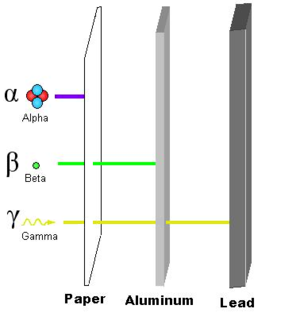 α
Alpha
β
Beta
γ
Gamma
Paper Aluminum Lead